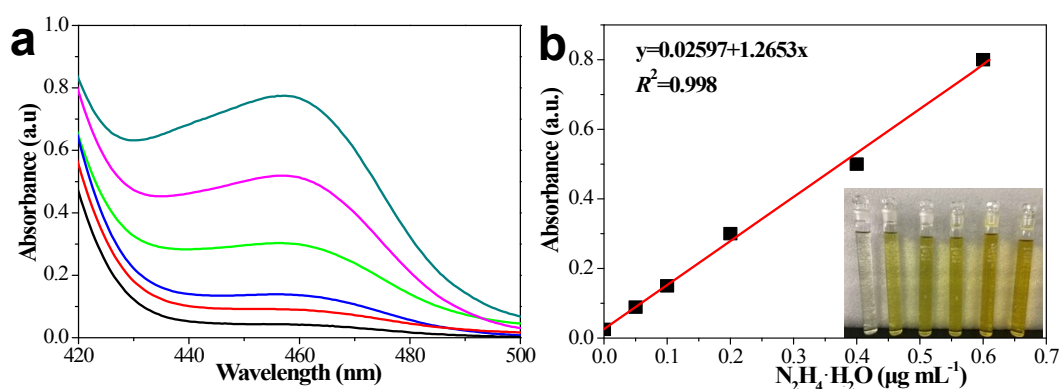 a
1.0
0.8
0.6
0.4
0.2
0.0
Absorbance (a.u)
420 440 460 480 500
Wavelength (nm)
b
y=0.02597+1.2653x
R²=0.998
0.8
0.6
0.4
0.2
0.0
Absorbance (a.u.)
0.0 0.1 0.2 0.3 0.4 0.5 0.6 0.7
N₂H₄·H₂O (μg mL⁻¹)